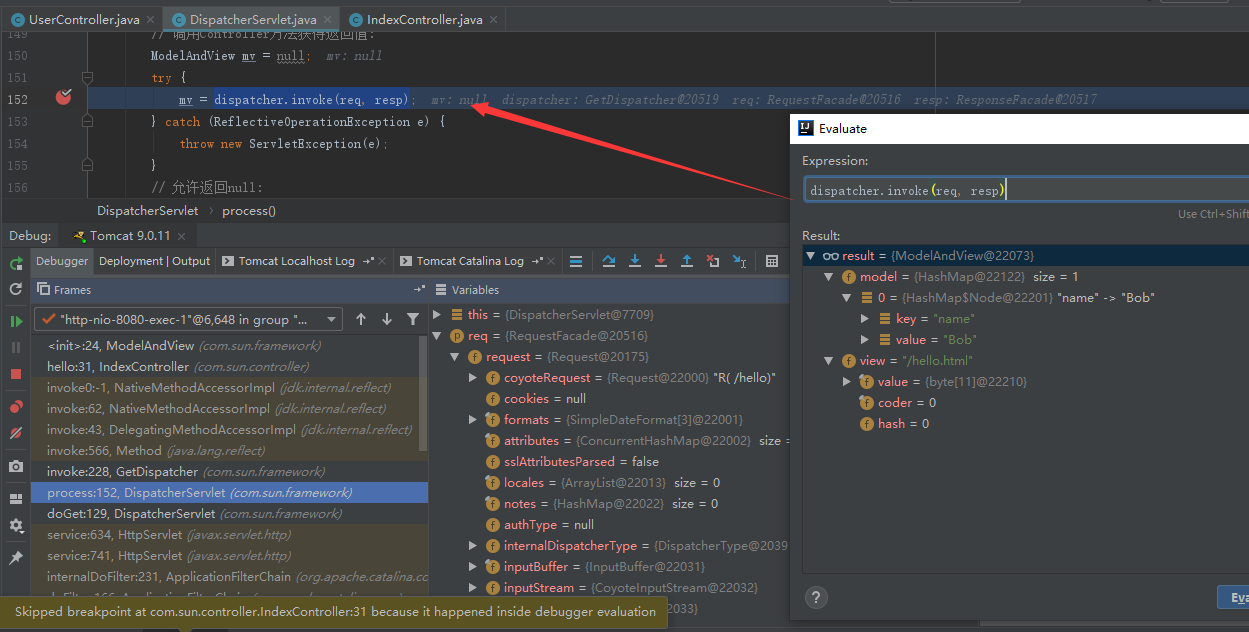 UserController.java
DispatcherServlet.java
IndexController.java
149 // 调用Controller方法获得返回值:
150 ModelAndView mv = null; mv: null
151 try {
152 mv = dispatcher.invoke(req, resp); mv: null dispatcher: GetDispatcher@20519 req: RequestFacade@20516 resp: ResponseFacade@20517
153 } catch (ReflectiveOperationException e) {
154 throw new ServletException(e);
155 }
156 // 允许返回null:
DispatcherServlet process()
Debug: Tomcat 9.0.11
Debugger Deployment | Output Tomcat Localhost Log Tomcat Catalina Log
Frames
"http-nio-8080-exec-1"@6,648 in group "...
<init>:24, ModelAndView (com.sun.framework)
hello:31, IndexController (com.sun.controller)
invoke0:-1, NativeMethodAccessorImpl (jdk.internal.reflect)
invoke:62, NativeMethodAccessorImpl (jdk.internal.reflect)
invoke:43, DelegatingMethodAccessorImpl (jdk.internal.reflect)
invoke:566, Method (java.lang.reflect)
invoke:228, GetDispatcher (com.sun.framework)
process:152, DispatcherServlet (com.sun.framework)
doGet:129, DispatcherServlet (com.sun.framework)
service:634, HttpServlet (javax.servlet.http)
service:741, HttpServlet (javax.servlet.http)
internalDoFilter:231, ApplicationFilterChain (org.apache.catalina.cc
Variables
this = {DispatcherServlet@7709}
req = {RequestFacade@20516}
request = {Request@20175}
coyoteRequest = {Request@22000} "R( /hello)"
cookies = null
formats = {SimpleDateFormat[3]@22001}
attributes = {ConcurrentHashMap@22002} size =
sslAttributesParsed = false
locales = {ArrayList@22013} size = 0
notes = {HashMap@22022} size = 0
authType = null
internalDispatcherType = {DispatcherType@2039
inputBuffer = {InputBuffer@22031}
inputStream = {CoyoteInputStream@22032}
2033}
Skipped breakpoint at com.sun.controller.IndexController:31 because it happened inside debugger evaluation
Evaluate
Expression:
dispatcher.invoke(req, resp)
Use Ctrl+Shift
Result:
result = {ModelAndView@22073}
model = {HashMap@22122} size = 1
0 = {HashMap$Node@22201} "name" -> "Bob"
key = "name"
value = "Bob"
view = "/hello.html"
value = {byte[11]@22210}
coder = 0
hash = 0
?
Eva